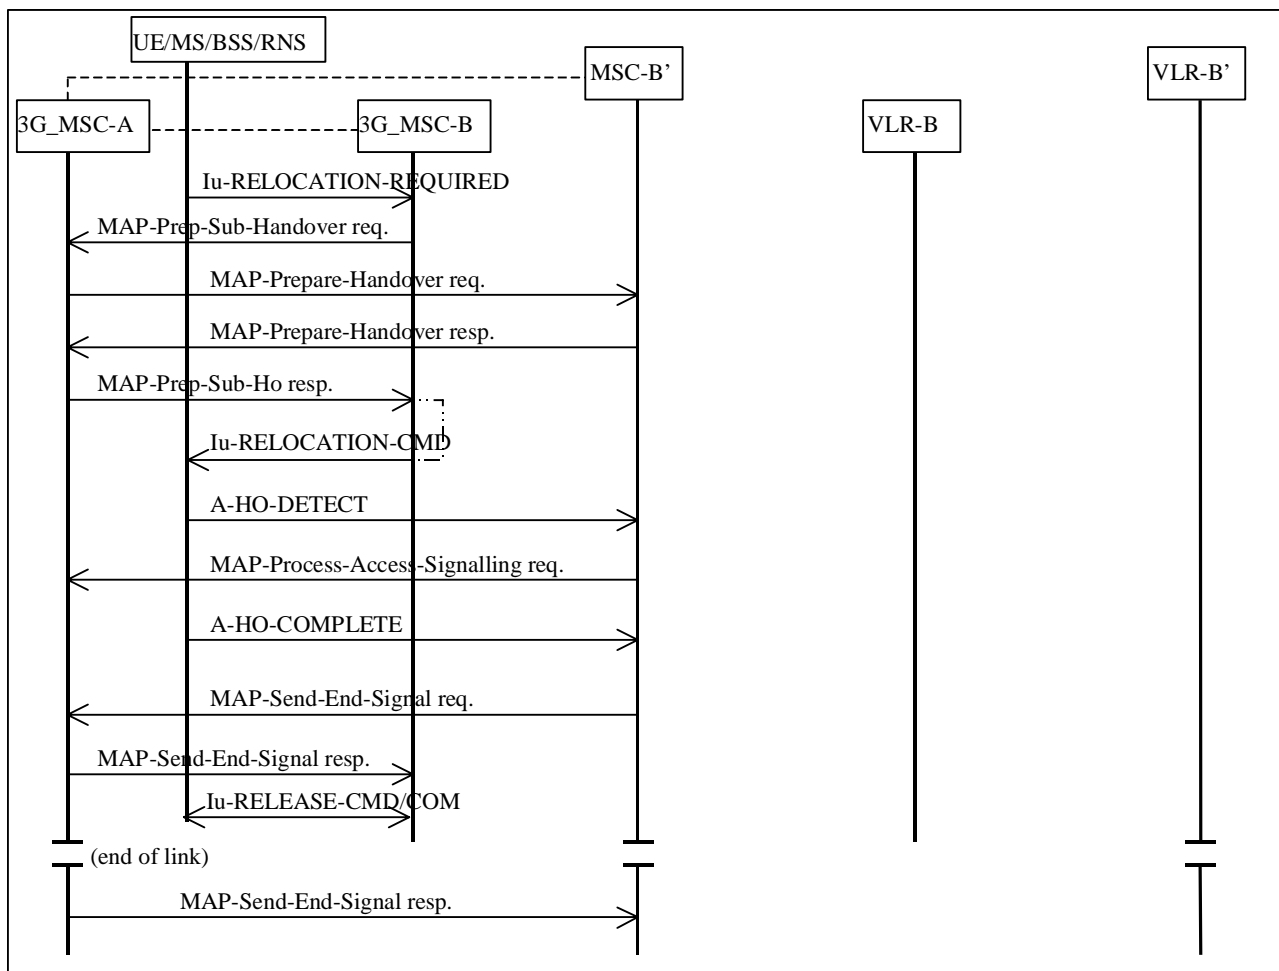 UE/MS/BSS/RNS
MSC-B’
VLR-B’
3G_MSC-A
3G_MSC-B
VLR-B
Iu-RELOCATION-REQUIRED
MAP-Prep-Sub-Handover req.
MAP-Prepare-Handover req.
MAP-Prepare-Handover resp.
MAP-Prep-Sub-Ho resp.
Iu-RELOCATION-CMD
A-HO-DETECT
MAP-Process-Access-Signalling req.
A-HO-COMPLETE
MAP-Send-End-Signal req.
MAP-Send-End-Signal resp.
Iu-RELEASE-CMD/COM
(end of link)
MAP-Send-End-Signal resp.